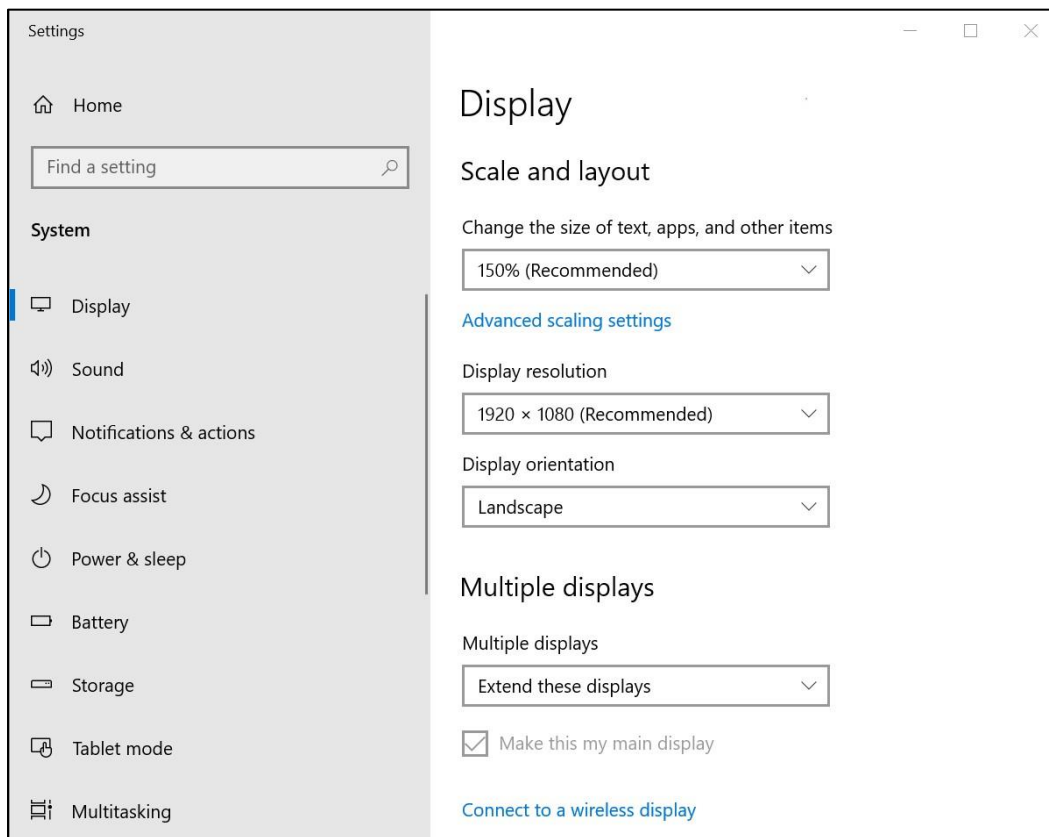 Settings
Home
Find a setting
System
Display
Sound
Notifications & actions
Focus assist
Power & sleep
Battery
Storage
Tablet mode
Multitasking
Display
Scale and layout
Change the size of text, apps, and other items
150% (Recommended)
Advanced scaling settings
Display resolution
1920 × 1080 (Recommended)
Display orientation
Landscape
Multiple displays
Multiple displays
Extend these displays
Make this my main display
Connect to a wireless display